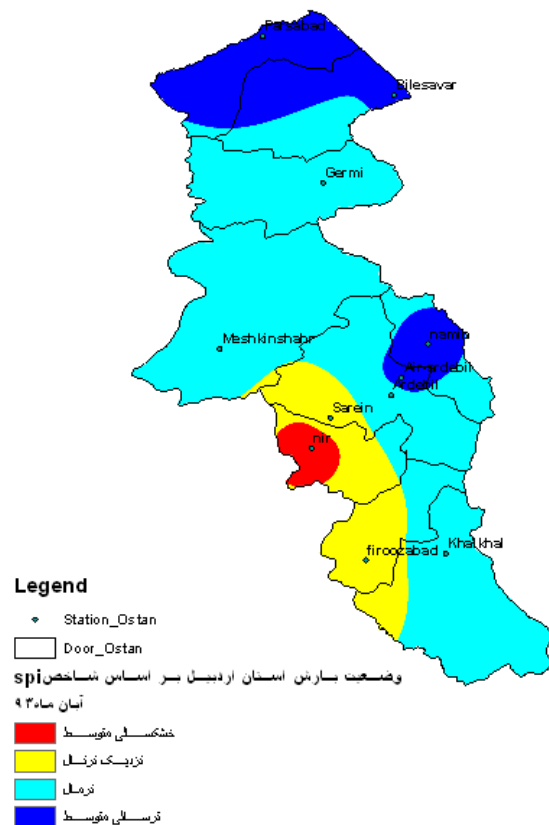 Parsabad
Bilesavar
Germi
Meshkinshahr
namin
Ardebil
Sarein
nir
firoozabad
Khalkhal
Legend
Station_Ostan
Door_Ostan
وضعیت بارش استان اردبیل بر اساس شاخص spi
آبان ماه ۹۳
خشکسالی متوسط
نزدیک نرمال
نرمال
ترسالی متوسط